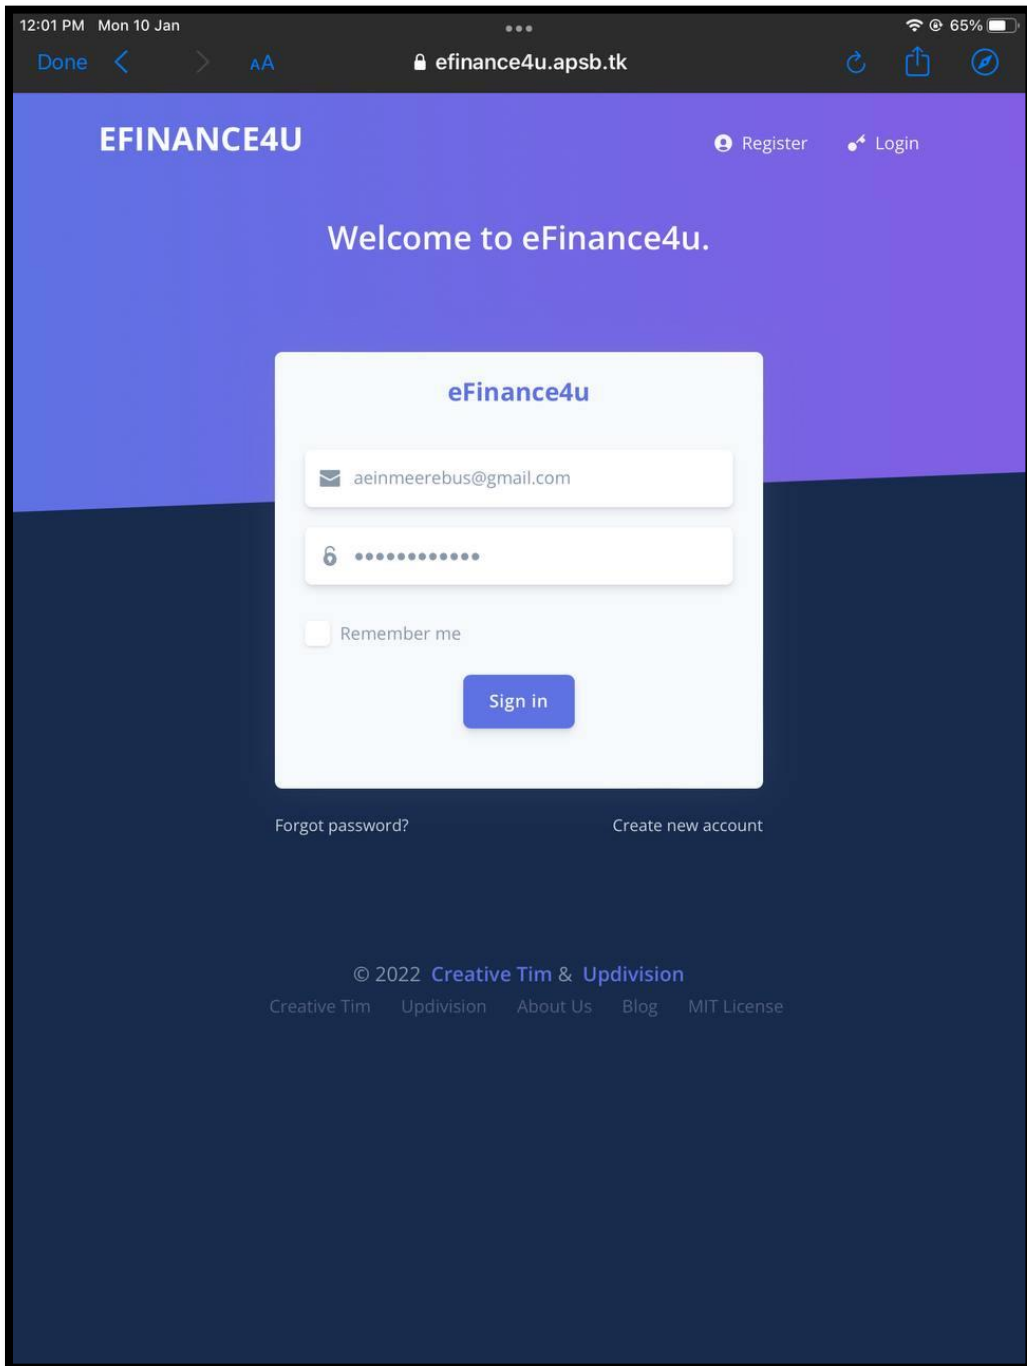 12:01 PM Mon 10 Jan 65%
Done AA efinance4u.apsb.tk
EFINANCE4U Register Login
Welcome to eFinance4u.
eFinance4u
aeinmeerebus@gmail.com
••••••••••••
Remember me
Sign in
Forgot password? Create new account
© 2022 Creative Tim & Updivision
Creative Tim Updivision About Us Blog MIT License